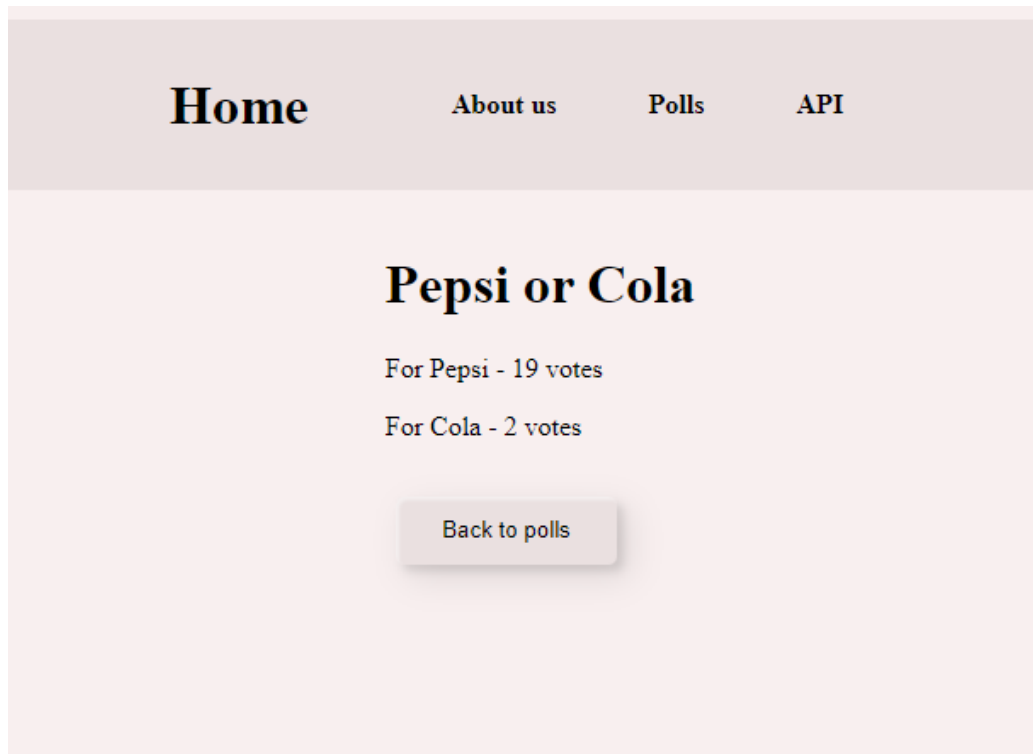 Home About us Polls API
Pepsi or Cola
For Pepsi - 19 votes
For Cola - 2 votes
Back to polls